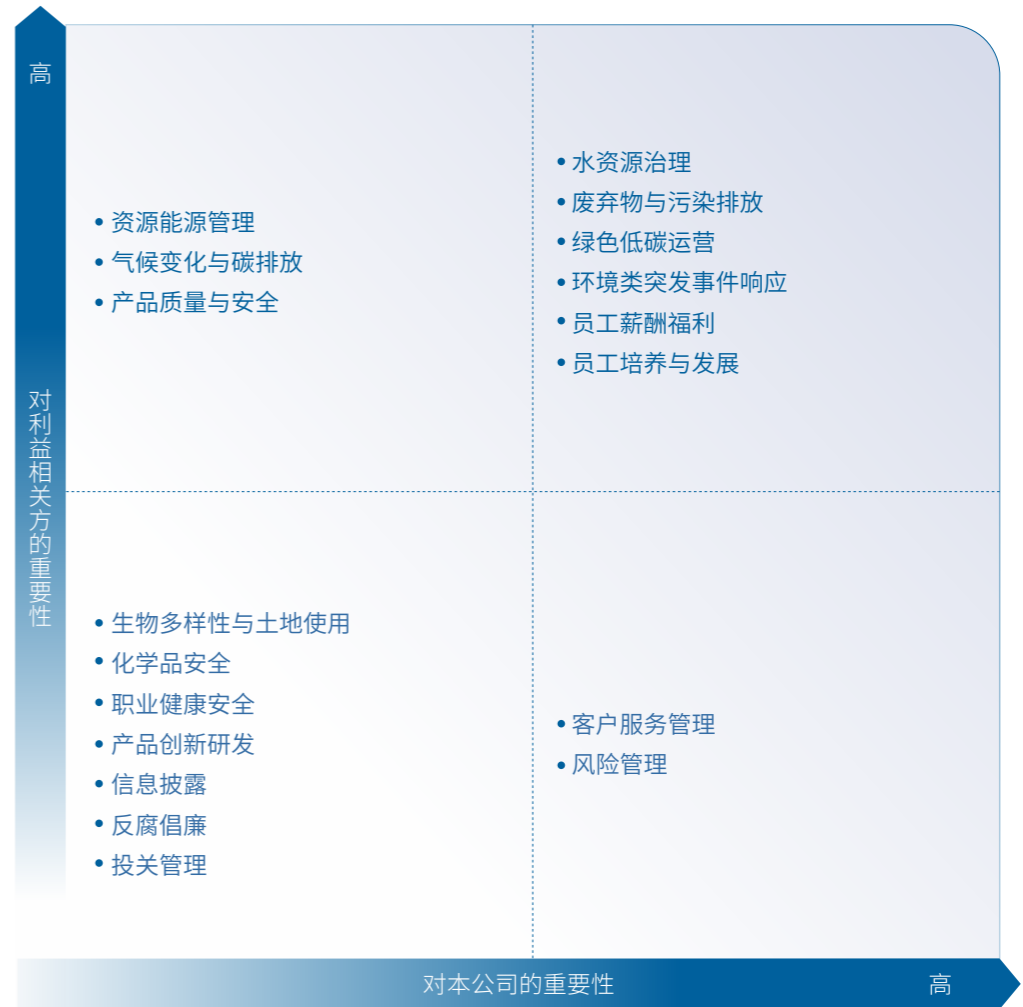 高
对利益相关方的重要性
• 资源能源管理
• 气候变化与碳排放
• 产品质量与安全
• 水资源治理
• 废弃物与污染排放
• 绿色低碳运营
• 环境类突发事件响应
• 员工薪酬福利
• 员工培养与发展
• 生物多样性与土地使用
• 化学品安全
• 职业健康安全
• 产品创新研发
• 信息披露
• 反腐倡廉
• 投关管理
• 客户服务管理
• 风险管理
对本公司的重要性
高